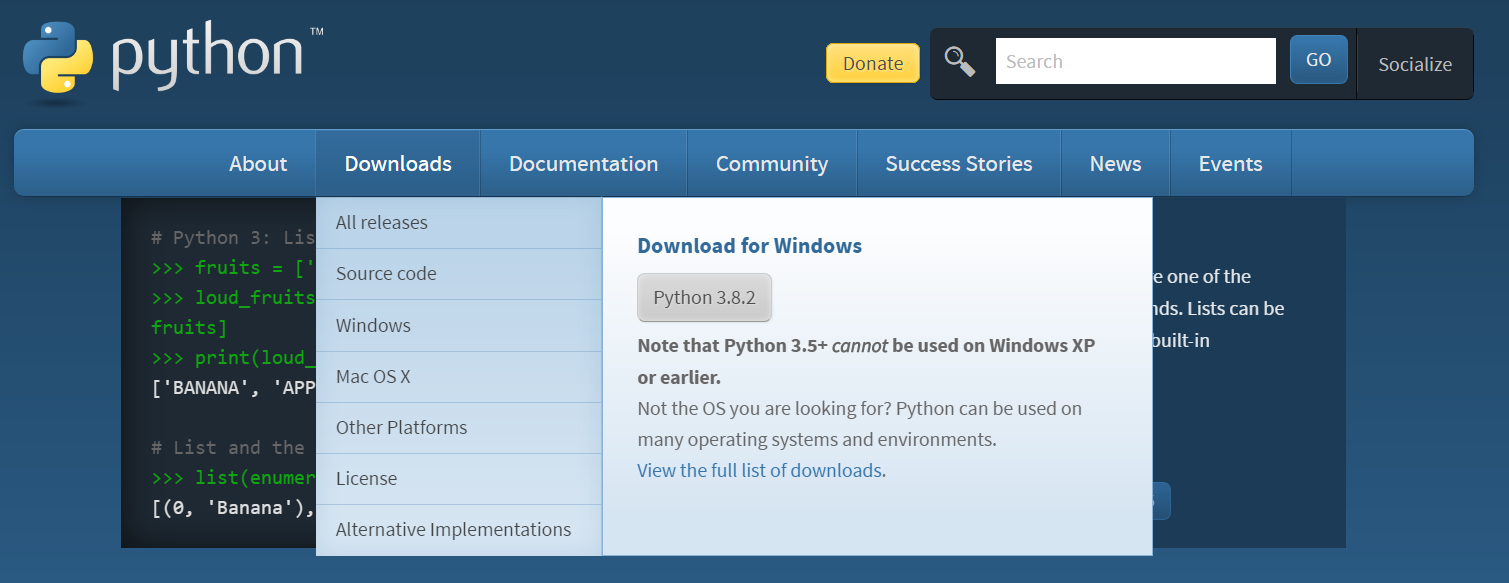 python™
Donate
Search
GO
Socialize
About
Downloads
Documentation
Community
Success Stories
News
Events
All releases
Source code
Windows
Mac OS X
Other Platforms
License
Alternative Implementations
Download for Windows
Python 3.8.2
Note that Python 3.5+ cannot be used on Windows XP
or earlier.
Not the OS you are looking for? Python can be used on
many operating systems and environments.
View the full list of downloads.
# Python 3: Lis
>>> fruits = ['
>>> loud_fruits
fruits]
>>> print(loud_
['BANANA', 'APP
# List and the
>>> list(enumer
[(0, 'Banana'),
e one of the
nds. Lists can be
built-in